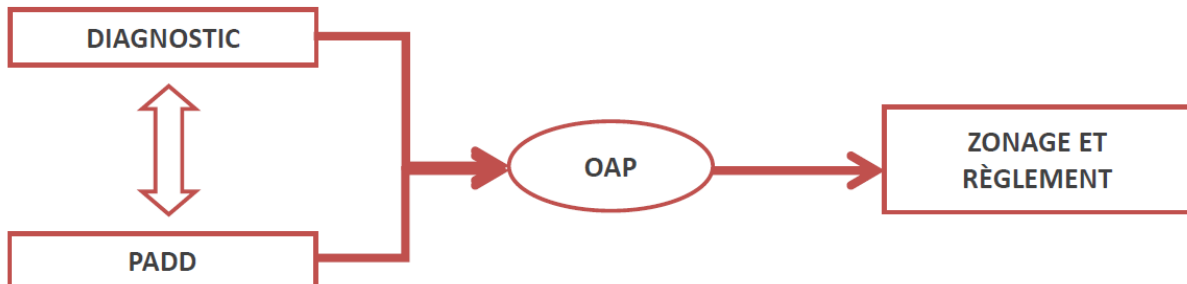 DIAGNOSTIC
PADD
OAP
ZONAGE ET
RÈGLEMENT